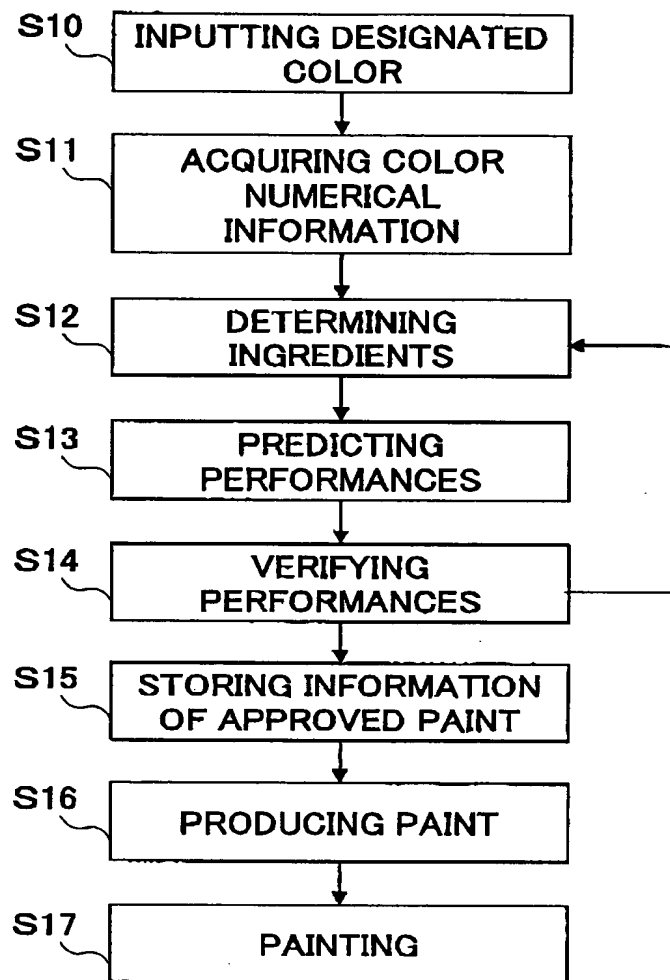 S10
INPUTTING DESIGNATED
COLOR
S11
ACQUIRING COLOR
NUMERICAL
INFORMATION
S12
DETERMINING
INGREDIENTS
S13
PREDICTING
PERFORMANCES
S14
VERIFYING
PERFORMANCES
S15
STORING INFORMATION
OF APPROVED PAINT
S16
PRODUCING PAINT
S17
PAINTING